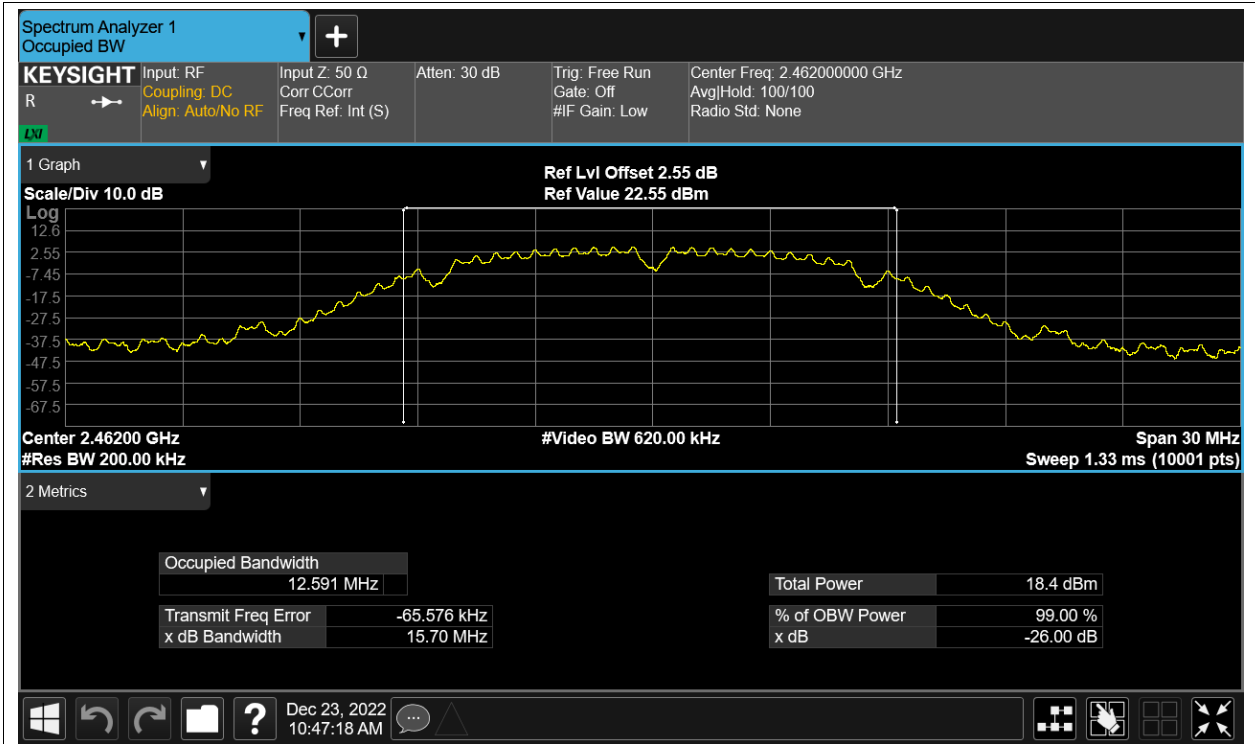 Spectrum Analyzer 1
Occupied BW
KEYSIGHT
R
LXI
Input: RF
Coupling: DC
Align: Auto/No RF
Input Z: 50 Ω
Corr CCorr
Freq Ref: Int (S)
Atten: 30 dB
Trig: Free Run
Gate: Off
#IF Gain: Low
Center Freq: 2.462000000 GHz
Avg|Hold: 100/100
Radio Std: None
1 Graph
Scale/Div 10.0 dB
Ref Lvl Offset 2.55 dB
Ref Value 22.55 dBm
Log
12.6
2.55
-7.45
-17.5
-27.5
-37.5
-47.5
-57.5
-67.5
Center 2.46200 GHz
#Video BW 620.00 kHz
Span 30 MHz
#Res BW 200.00 kHz
Sweep 1.33 ms (10001 pts)
2 Metrics
Occupied Bandwidth
12.591 MHz
Total Power 18.4 dBm
Transmit Freq Error -65.576 kHz
% of OBW Power 99.00 %
x dB Bandwidth 15.70 MHz
x dB -26.00 dB
?
Dec 23, 2022
10:47:18 AM